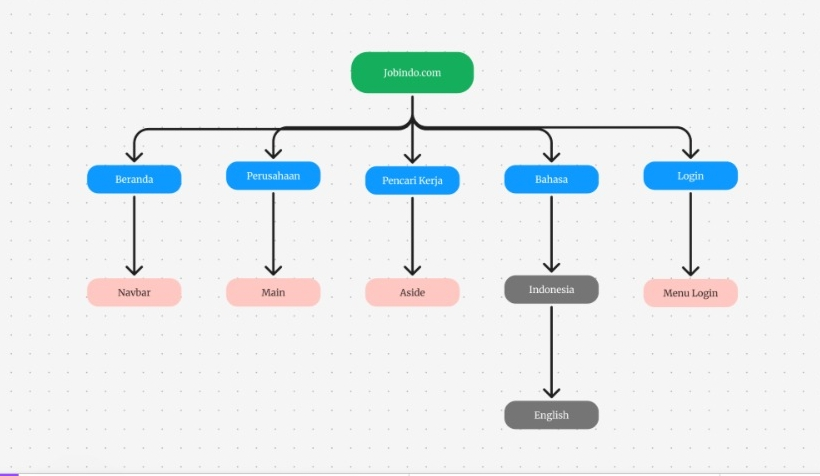 Jobindo.com
Beranda
Perusahaan
Pencari Kerja
Bahasa
Login
Navbar
Main
Aside
Indonesia
Menu Login
English